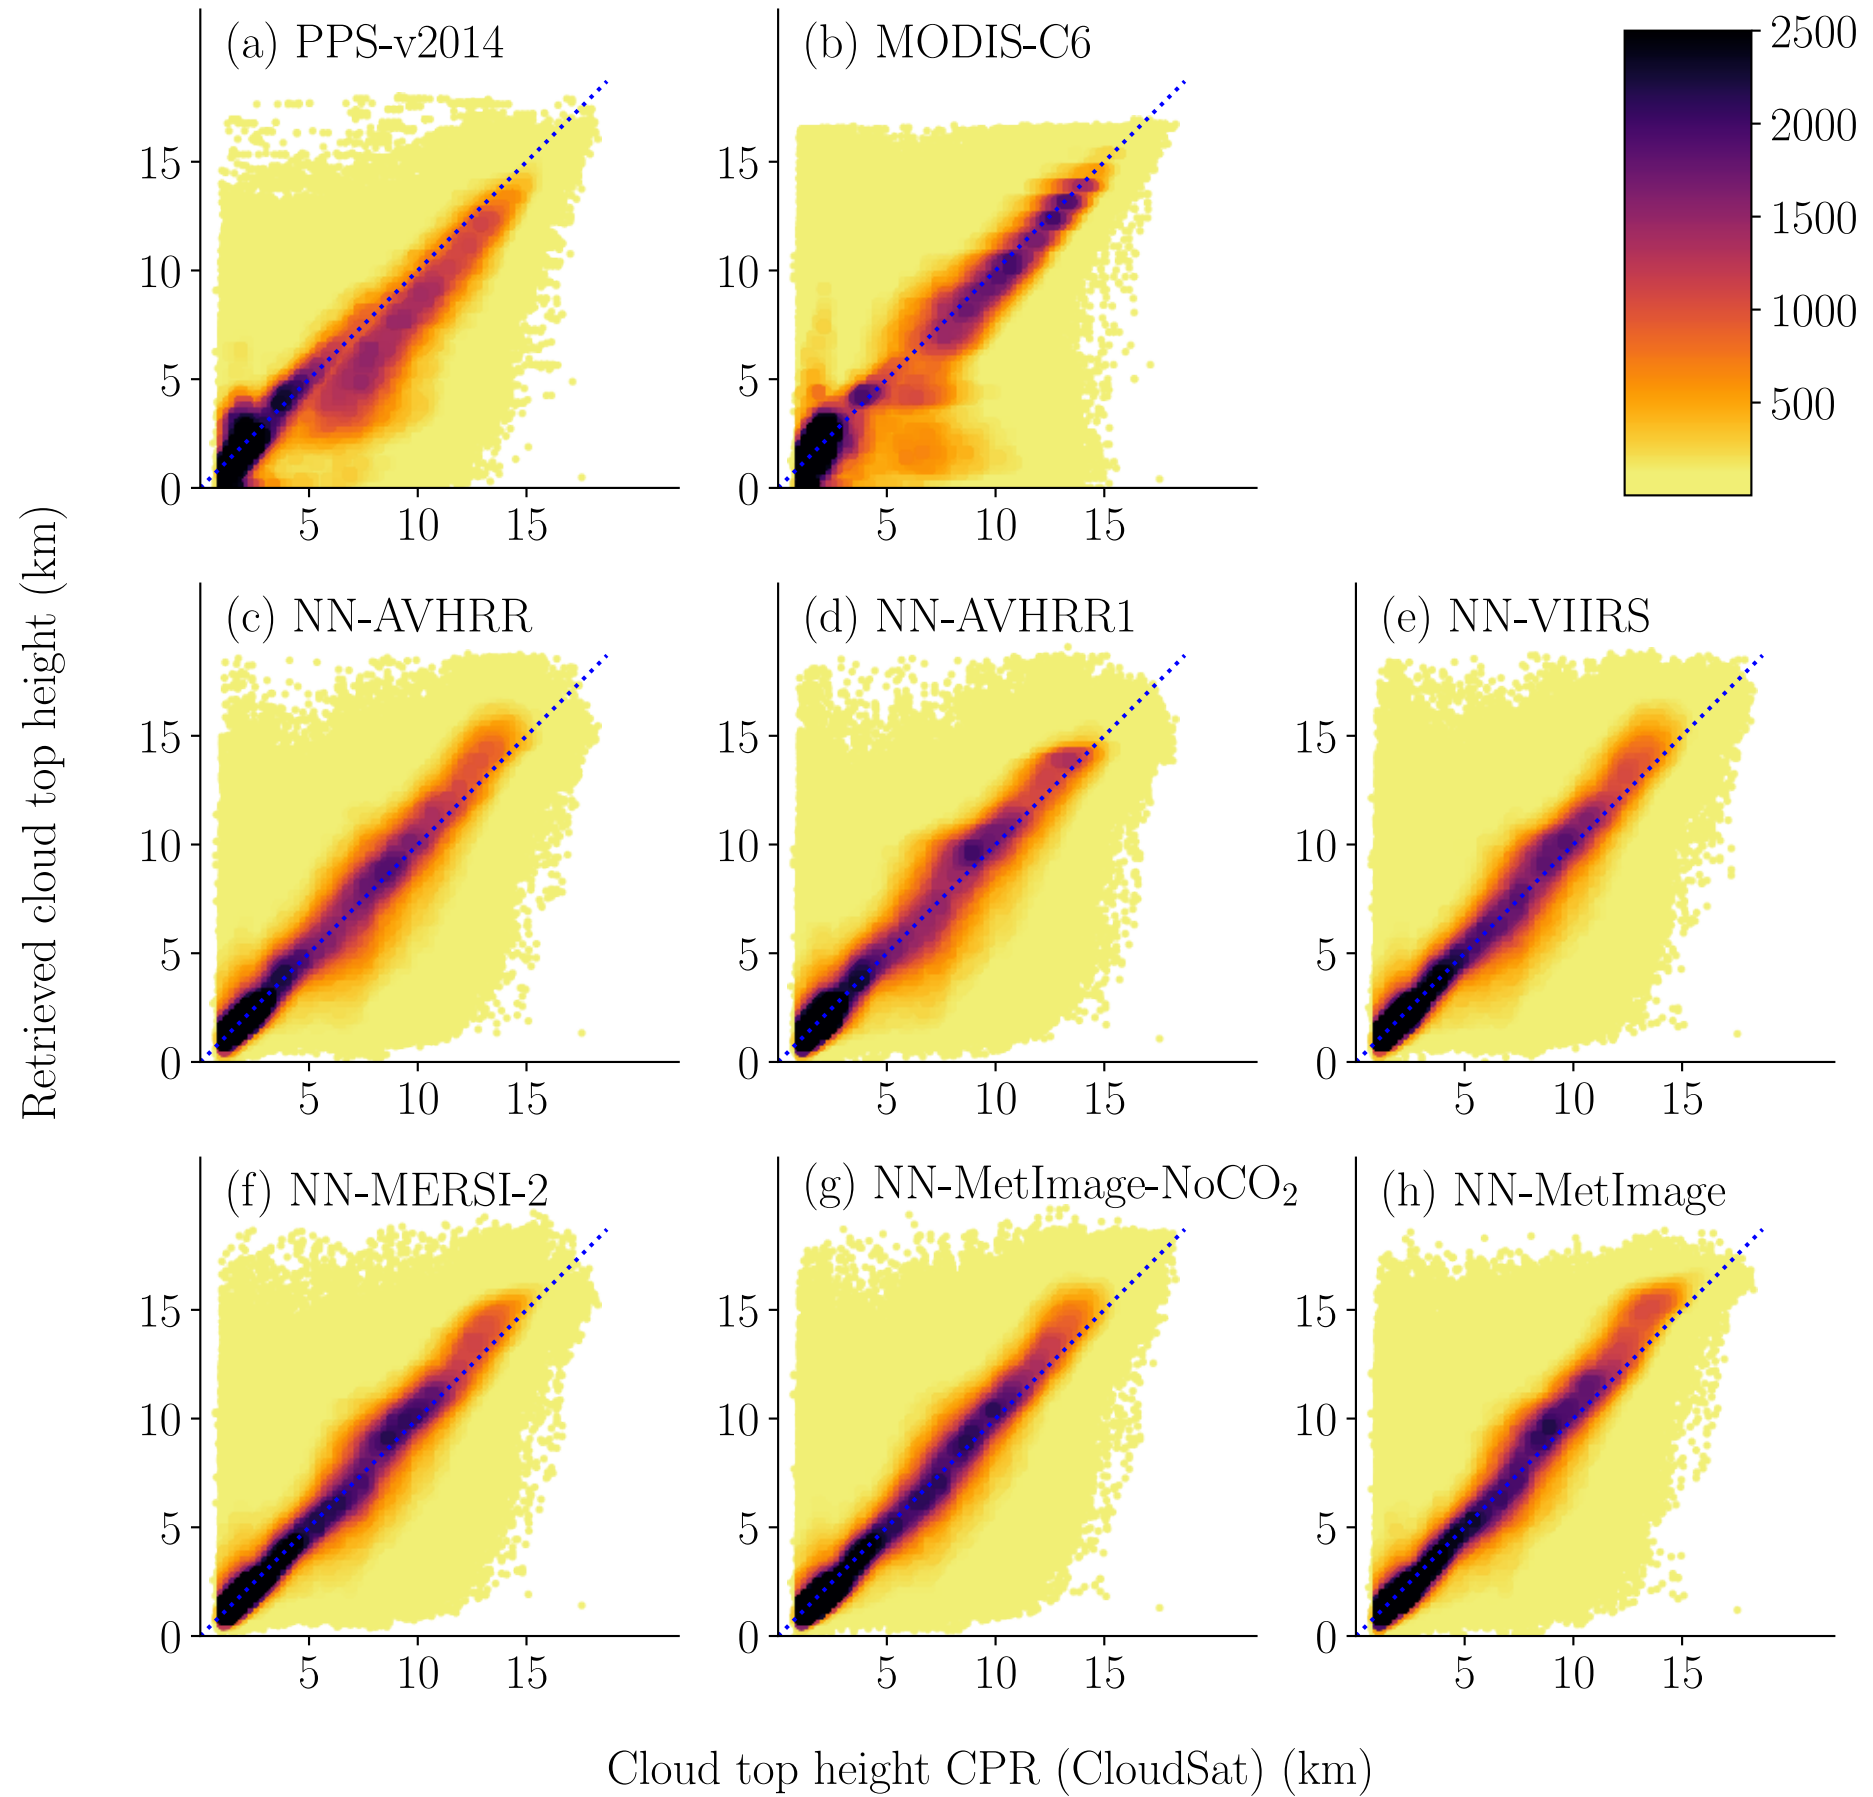 (a) PPS-v2014
(b) MODIS-C6
2500
2000
1500
1000
500
15
10
5
0
5 10 15
15
10
5
0
5 10 15
Retrieved cloud top height (km)
(c) NN-AVHRR
(d) NN-AVHRR1
(e) NN-VIIRS
15
10
5
0
5 10 15
15
10
5
0
5 10 15
15
10
5
0
5 10 15
(f) NN-MERSI-2
(g) NN-MetImage-NoCO₂
(h) NN-MetImage
15
10
5
0
5 10 15
15
10
5
0
5 10 15
15
10
5
0
5 10 15
Cloud top height CPR (CloudSat) (km)